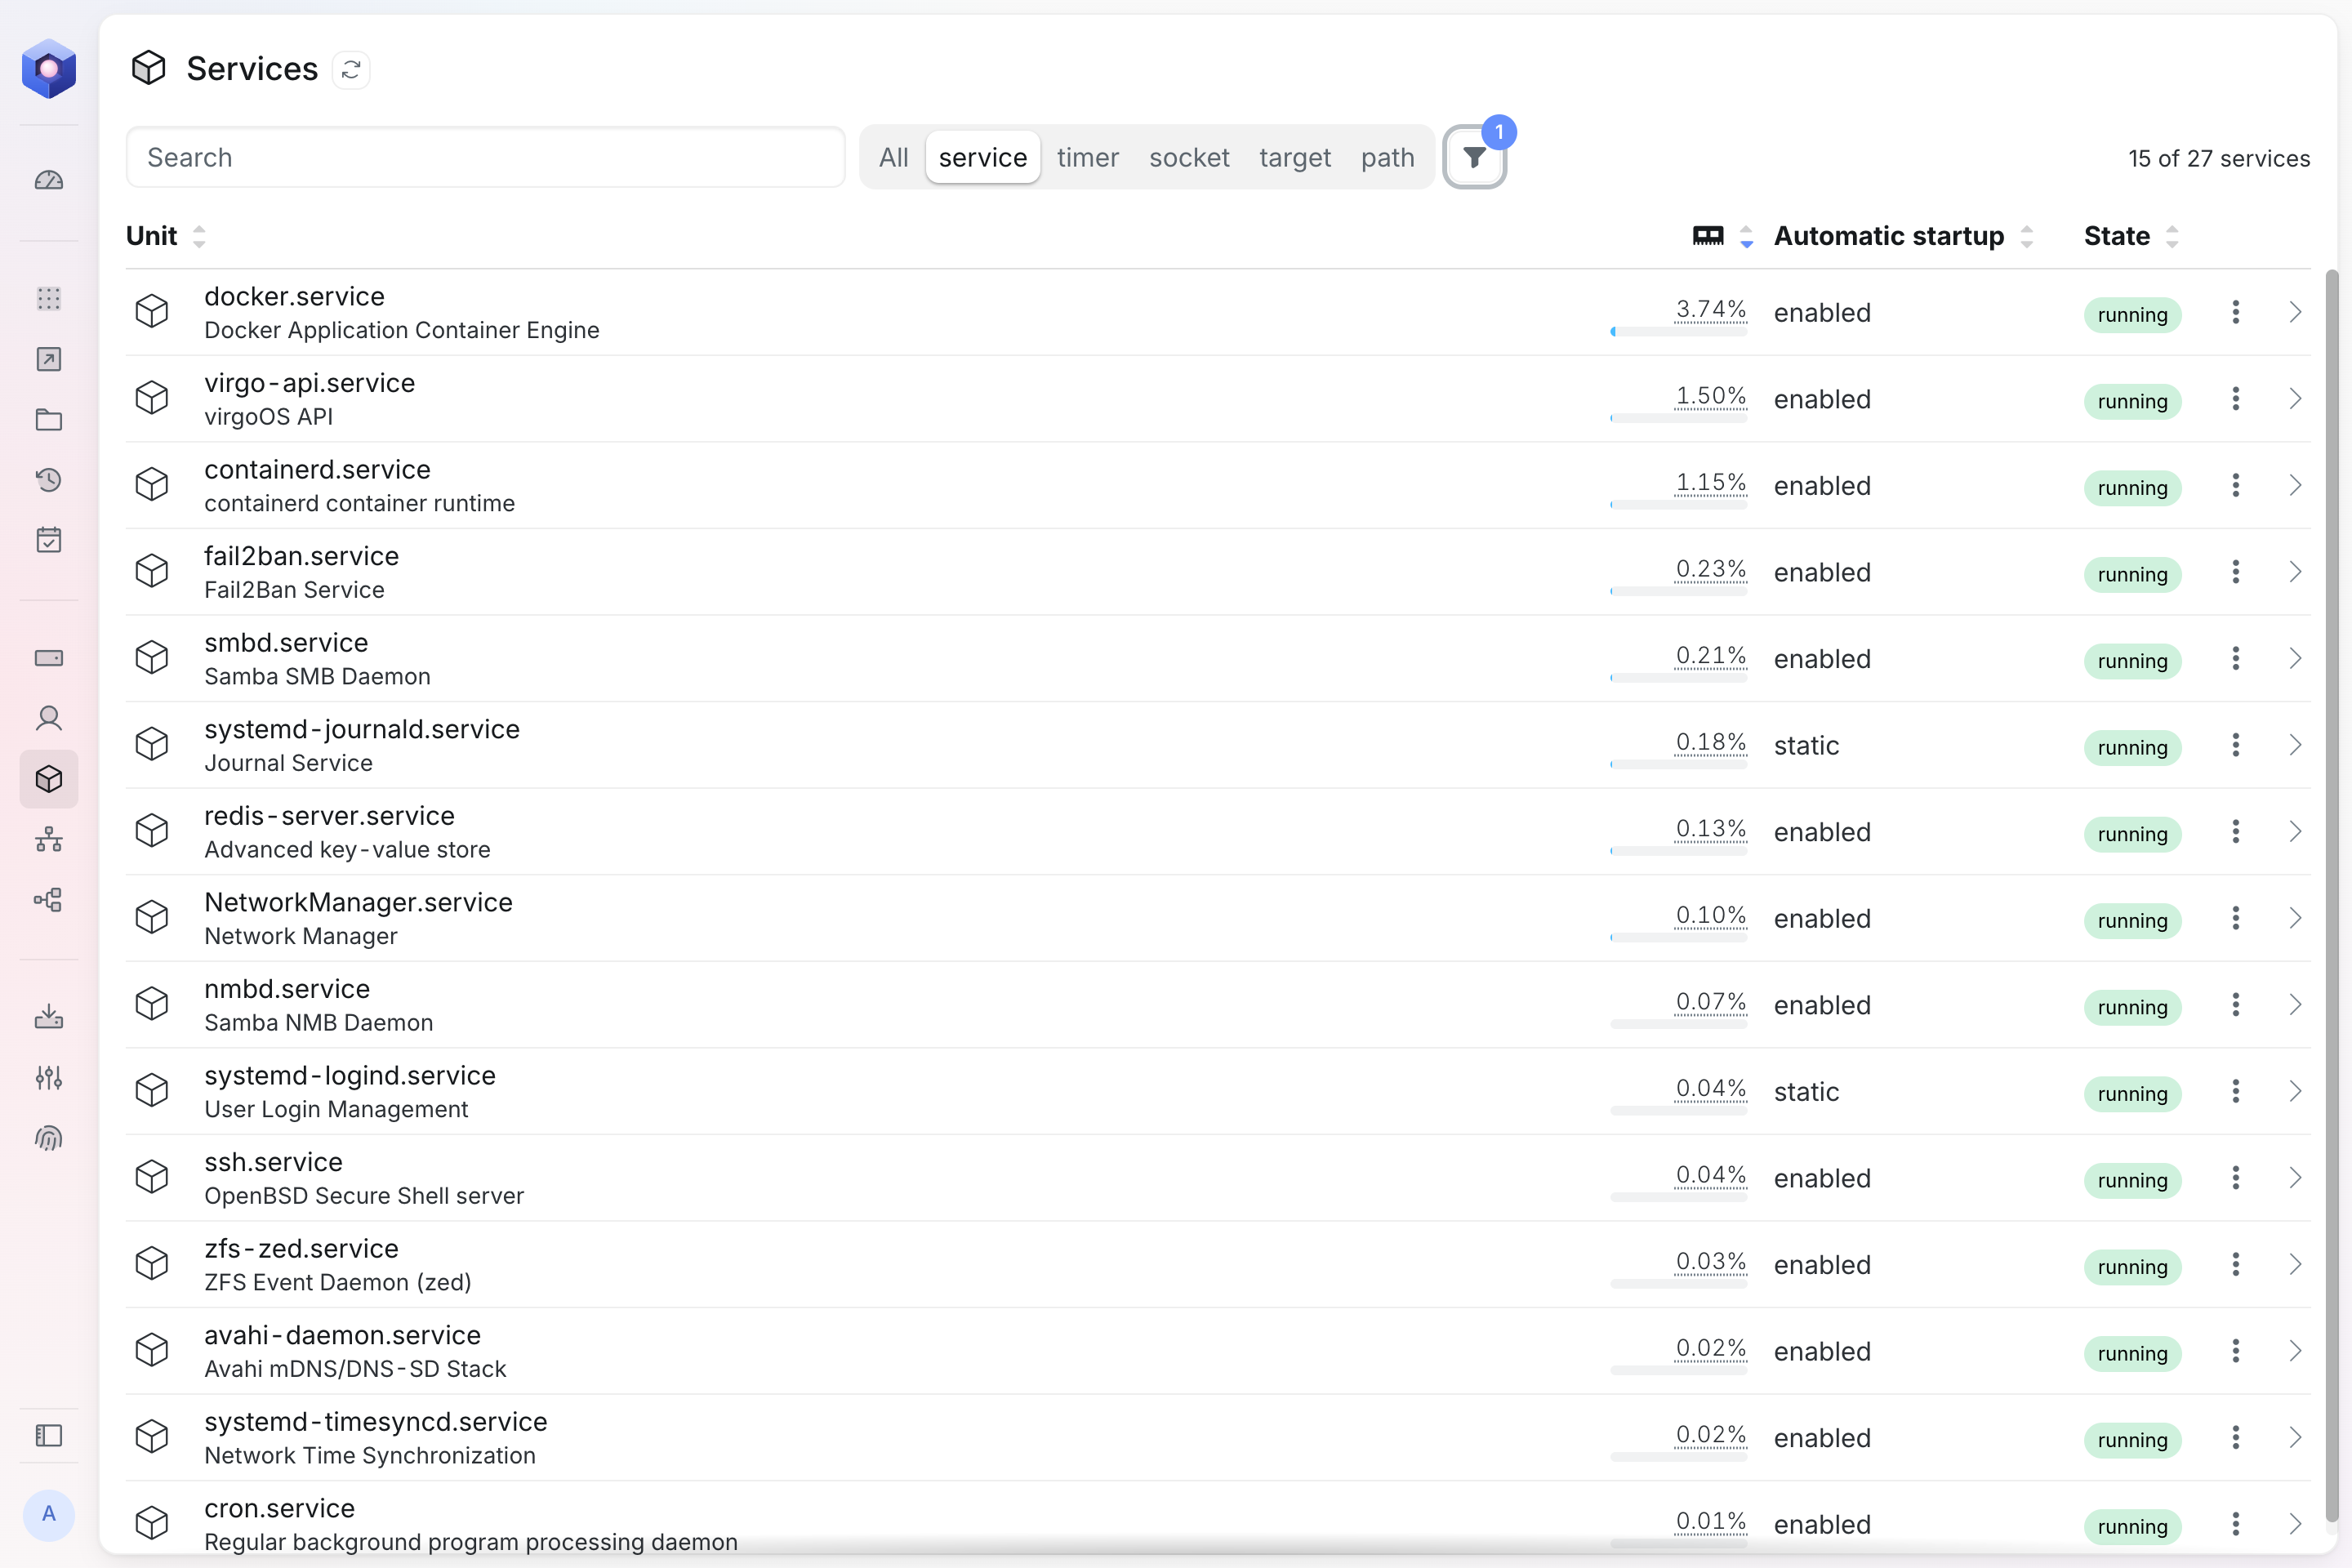 Services
Search
All service timer socket target path
1
15 of 27 services
Unit Automatic startup State
docker.service
Docker Application Container Engine
3.74% enabled running
virgo-api.service
virgoOS API
1.50% enabled running
containerd.service
containerd container runtime
1.15% enabled running
fail2ban.service
Fail2Ban Service
0.23% enabled running
smbd.service
Samba SMB Daemon
0.21% enabled running
systemd-journald.service
Journal Service
0.18% static running
redis-server.service
Advanced key-value store
0.13% enabled running
NetworkManager.service
Network Manager
0.10% enabled running
nmbd.service
Samba NMB Daemon
0.07% enabled running
systemd-logind.service
User Login Management
0.04% static running
ssh.service
OpenBSD Secure Shell server
0.04% enabled running
zfs-zed.service
ZFS Event Daemon (zed)
0.03% enabled running
avahi-daemon.service
Avahi mDNS/DNS-SD Stack
0.02% enabled running
systemd-timesyncd.service
Network Time Synchronization
0.02% enabled running
cron.service
Regular background program processing daemon
0.01% enabled running
A